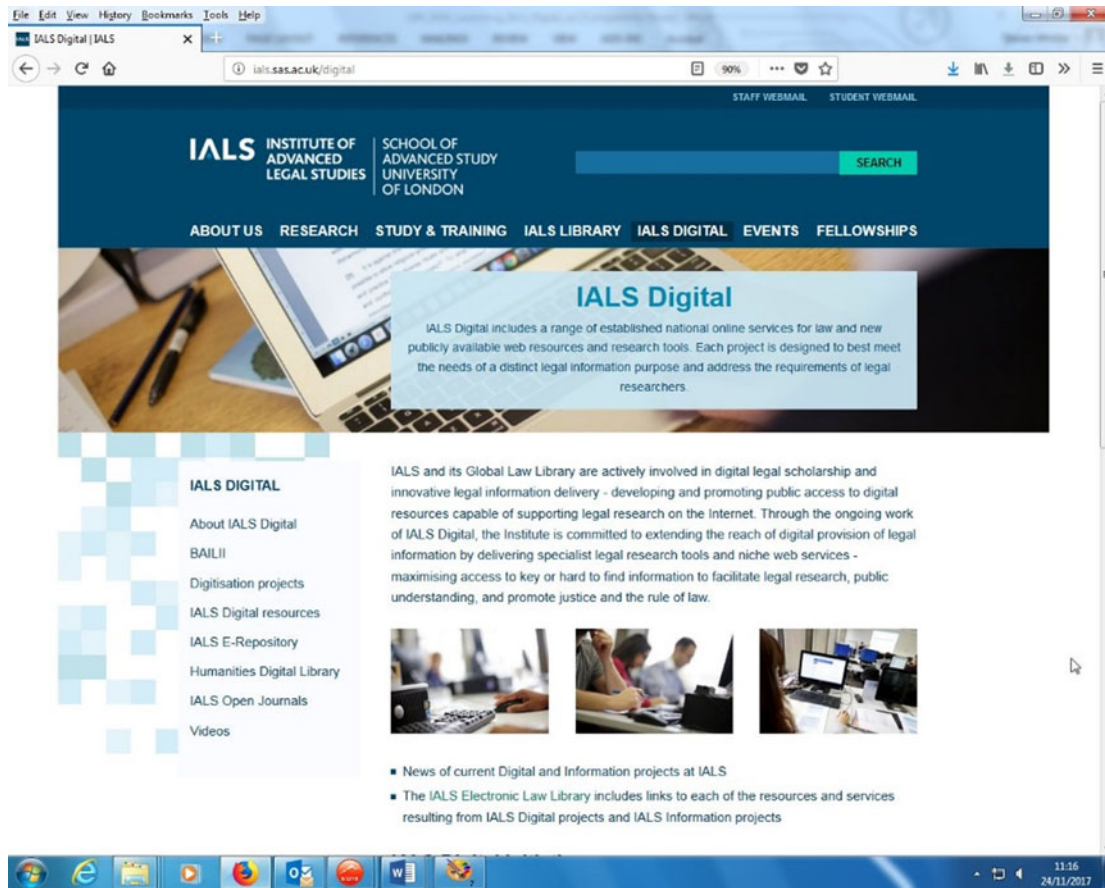 File Edit View History Bookmarks Tools Help
IALS Digital | IALS
ials.sas.ac.uk/digital
90%
STAFF WEBMAIL STUDENT WEBMAIL
IALS
INSTITUTE OF
ADVANCED
LEGAL STUDIES
SCHOOL OF
ADVANCED STUDY
UNIVERSITY
OF LONDON
SEARCH
ABOUT US RESEARCH STUDY & TRAINING IALS LIBRARY IALS DIGITAL EVENTS FELLOWSHIPS
IALS Digital
IALS Digital includes a range of established national online services for law and new
publicly available web resources and research tools. Each project is designed to best meet
the needs of a distinct legal information purpose and address the requirements of legal
researchers.
IALS DIGITAL
About IALS Digital
BAILII
Digitisation projects
IALS Digital resources
IALS E-Repository
Humanities Digital Library
IALS Open Journals
Videos
IALS and its Global Law Library are actively involved in digital legal scholarship and
innovative legal information delivery - developing and promoting public access to digital
resources capable of supporting legal research on the Internet. Through the ongoing work
of IALS Digital, the Institute is committed to extending the reach of digital provision of legal
information by delivering specialist legal research tools and niche web services -
maximising access to key or hard to find information to facilitate legal research, public
understanding, and promote justice and the rule of law.
News of current Digital and Information projects at IALS
The IALS Electronic Law Library includes links to each of the resources and services
resulting from IALS Digital projects and IALS Information projects
11:16
24/11/2017